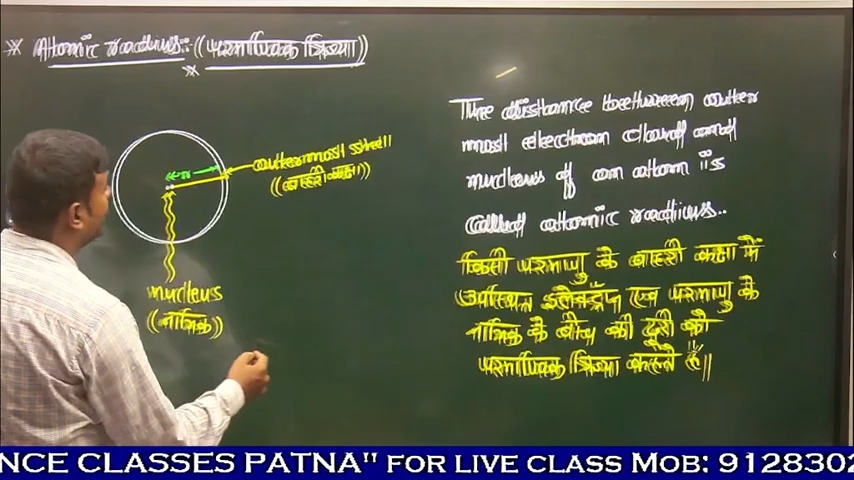 * Atomic radius:- ((परमाण्विक त्रिज्या))
r
outermost shell
((बाहरी कक्षा))
nucleus
((नाभिक))
The distance between outer
most electron cloud and
nucleus of an atom is
called atomic radius..
किसी परमाणु के बाहरी कक्षा में
उपस्थित इलेक्ट्रॉन एवं परमाणु के
नाभिक के बीच की दूरी को
परमाण्विक त्रिज्या कहते हैं॥
NCE CLASSES PATNA" FOR LIVE CLASS MOB: 9128302